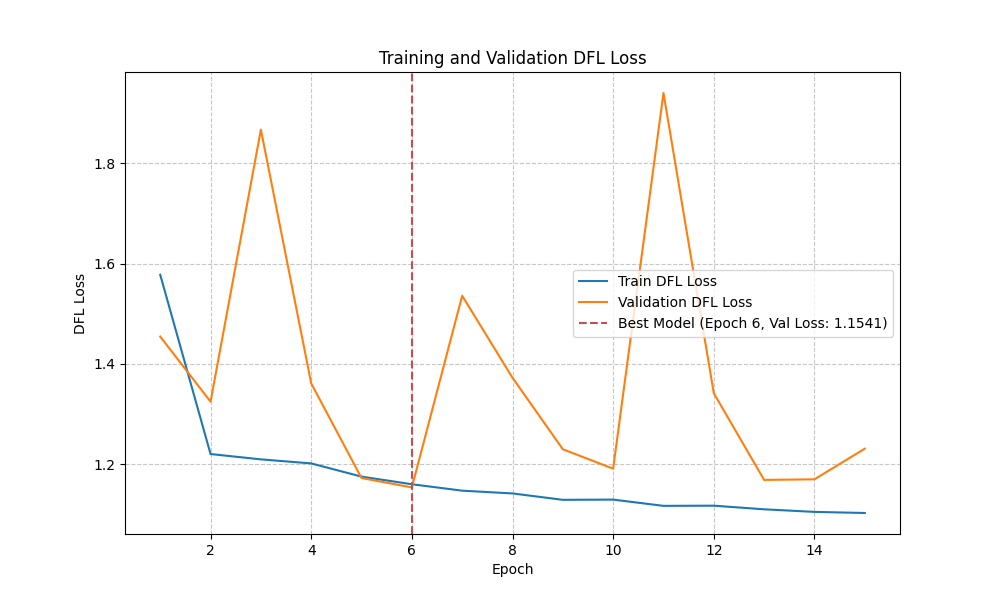 Training and Validation DFL Loss
DFL Loss
1.8
1.6
1.4
1.2
Train DFL Loss
Validation DFL Loss
Best Model (Epoch 6, Val Loss: 1.1541)
2
4
6
8
10
12
14
Epoch